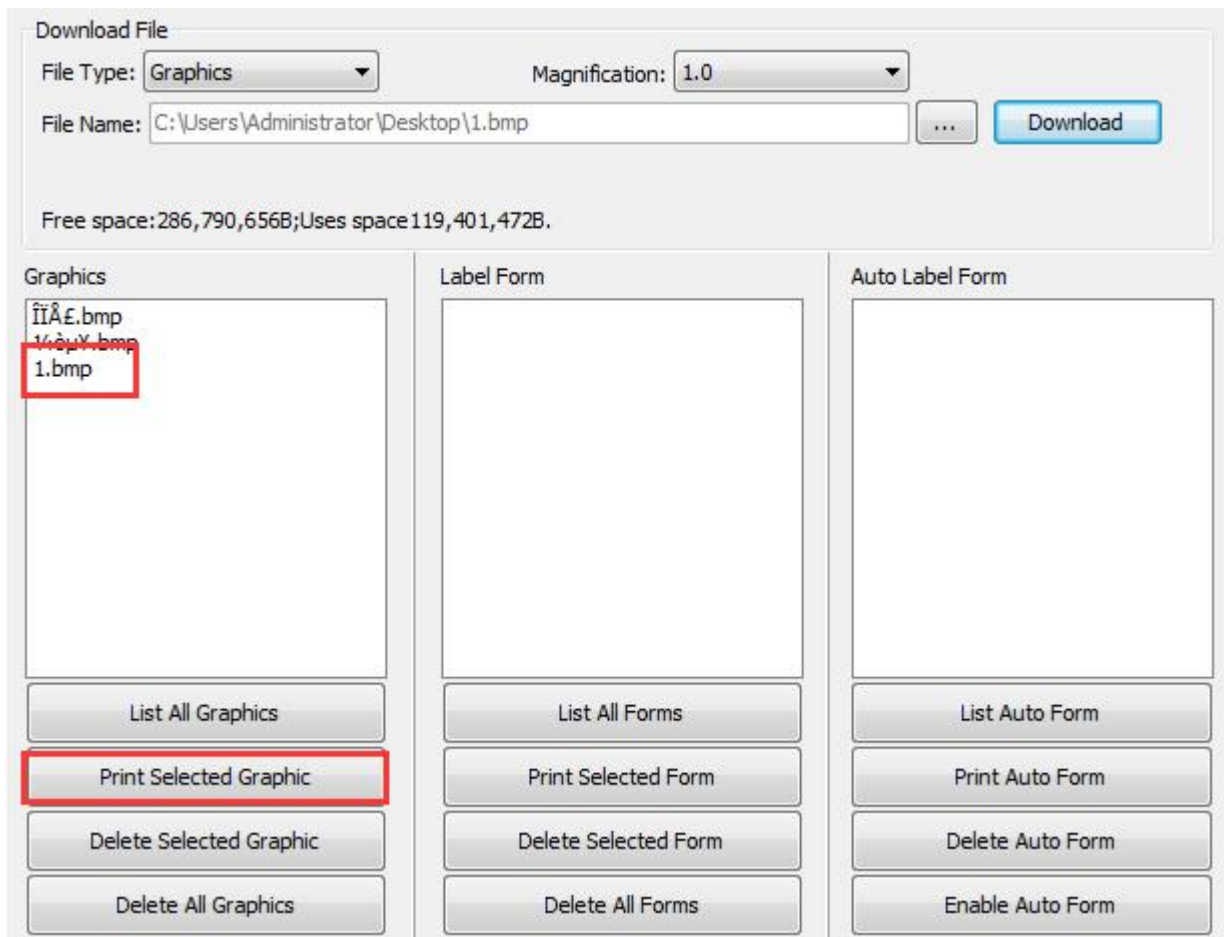 Download File
File Type: Graphics Magnification: 1.0
File Name: C:\Users\Administrator\Desktop\1.bmp ... Download
Free space:286,790,656B;Uses space119,401,472B.
Graphics Label Form Auto Label Form
ÎÏÅ£.bmp
¼òµ¥.bmp
1.bmp
List All Graphics List All Forms List Auto Form
Print Selected Graphic Print Selected Form Print Auto Form
Delete Selected Graphic Delete Selected Form Delete Auto Form
Delete All Graphics Delete All Forms Enable Auto Form